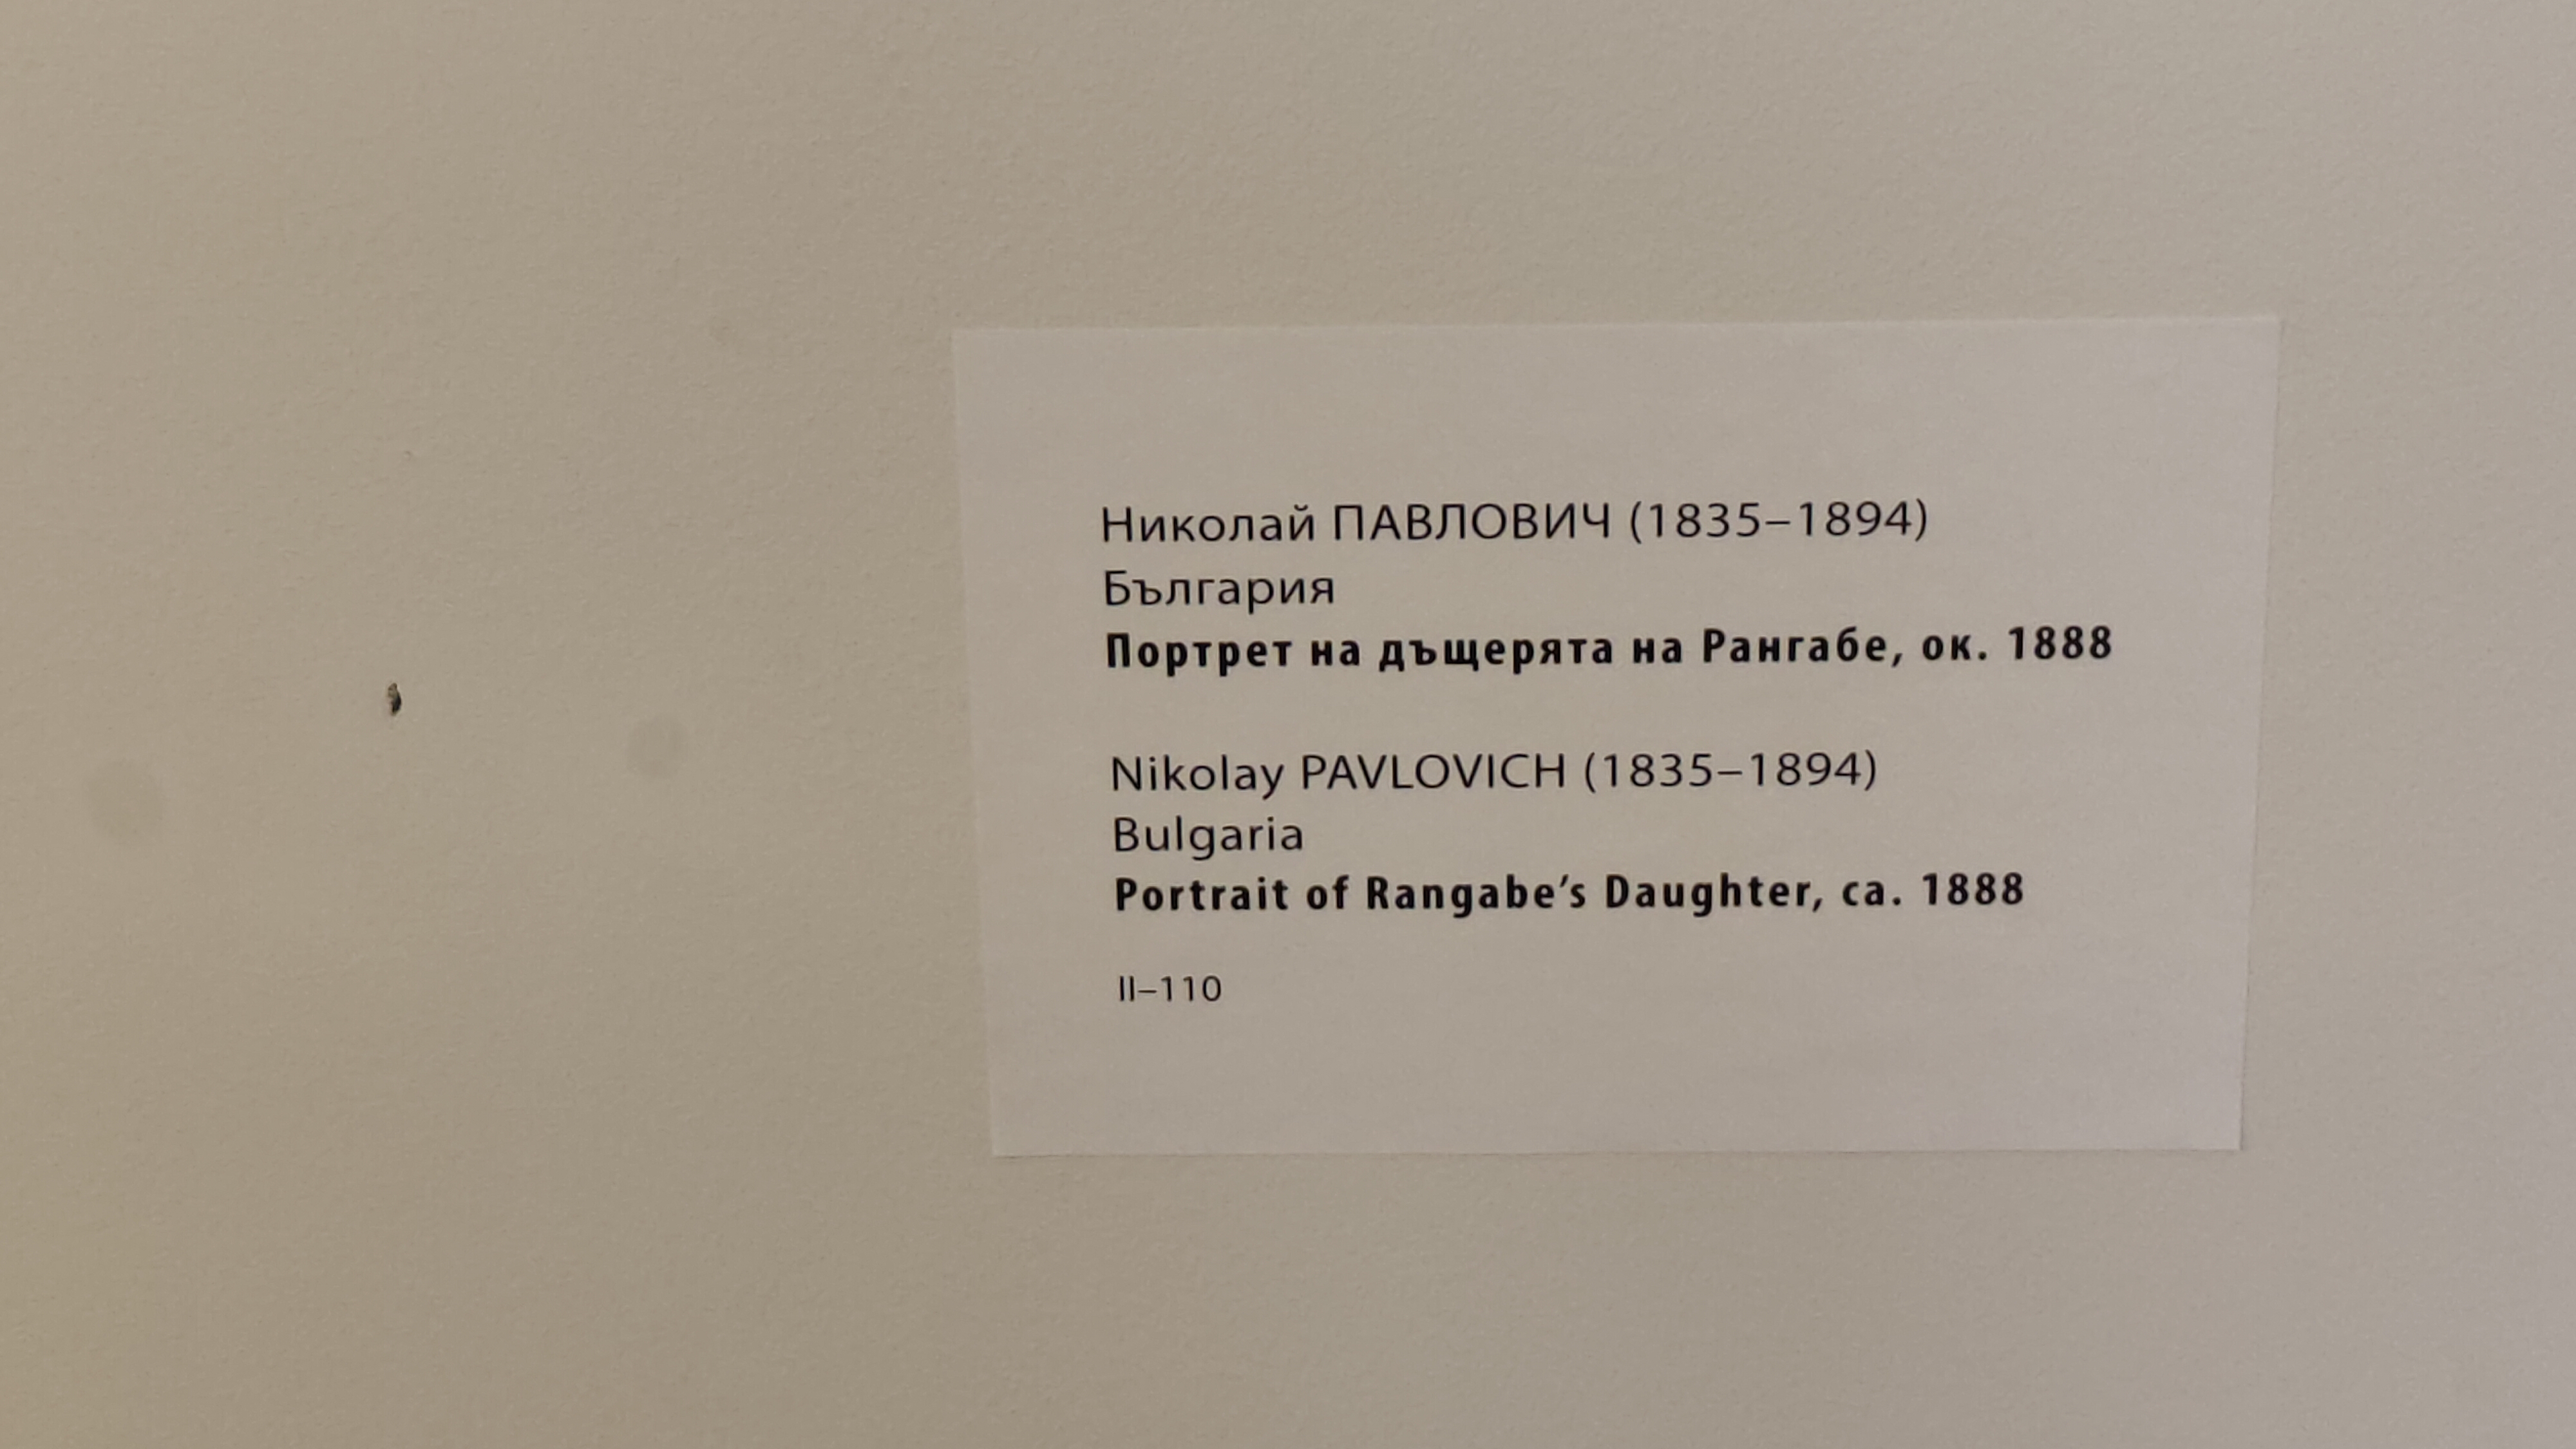 Николай ПАВЛОВИЧ (1835–1894)
България
Портрет на дъщерята на Рангабе, ок. 1888
Nikolay PAVLOVICH (1835–1894)
Bulgaria
Portrait of Rangabe’s Daughter, ca. 1888
II–110